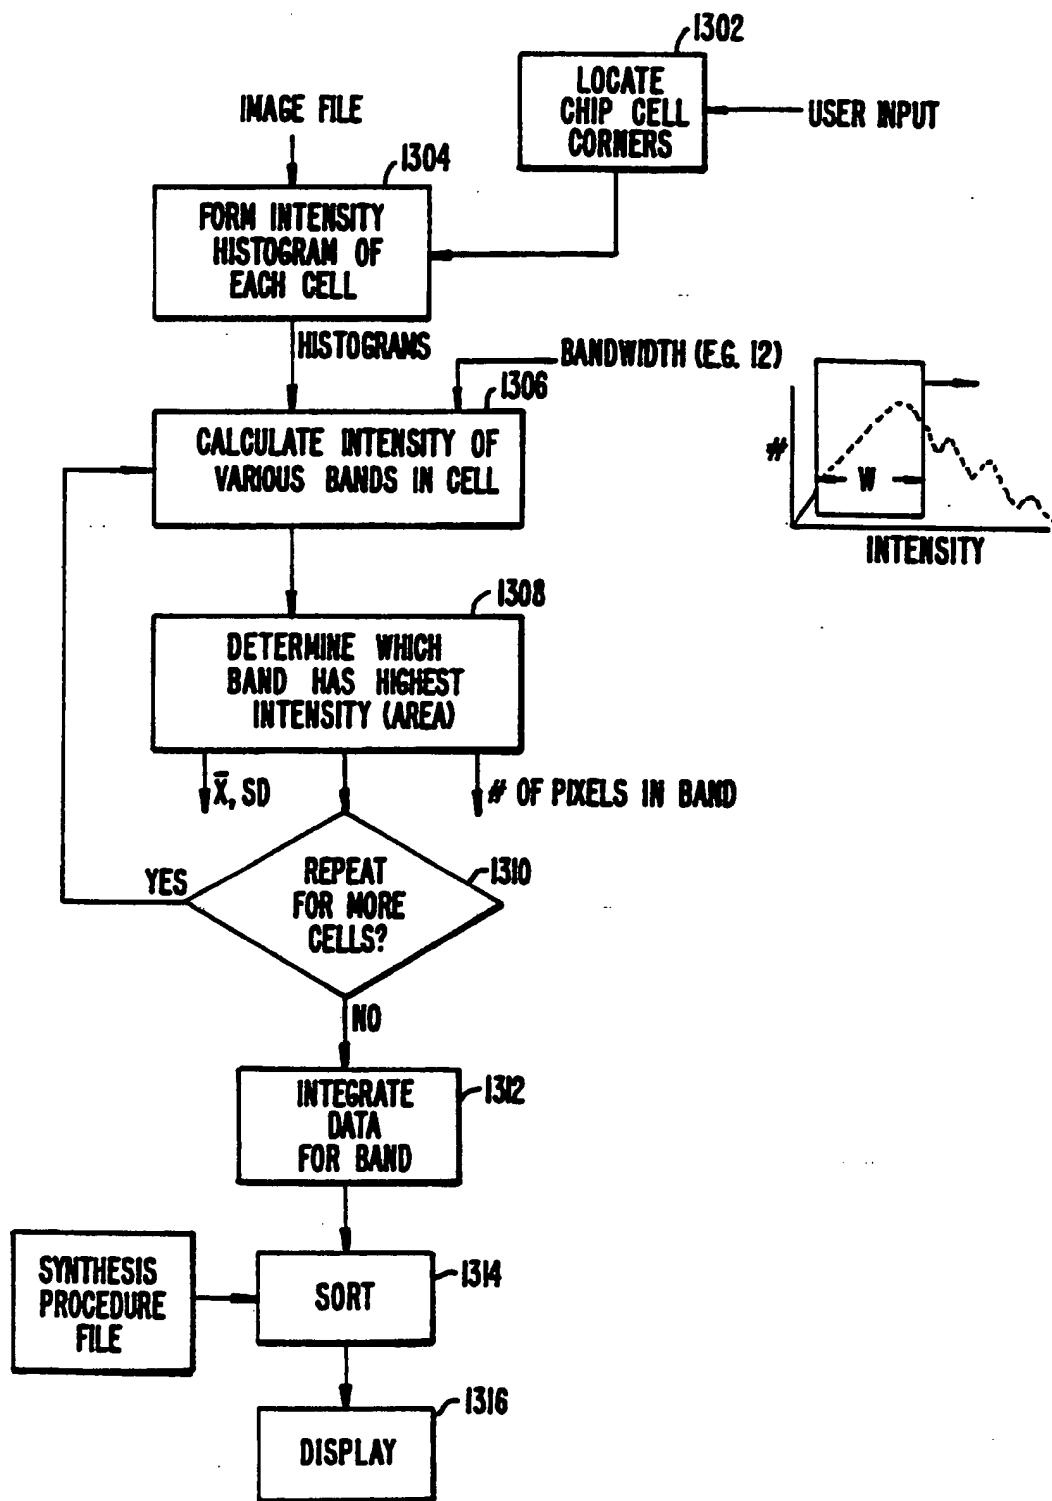 1302
LOCATE
CHIP CELL
CORNERS
USER INPUT
IMAGE FILE
1304
FORM INTENSITY
HISTOGRAM OF
EACH CELL
HISTOGRAMS
BANDWIDTH (E.G. 12)
1306
CALCULATE INTENSITY OF
VARIOUS BANDS IN CELL
#
W
INTENSITY
1308
DETERMINE WHICH
BAND HAS HIGHEST
INTENSITY (AREA)
X̄, SD
# OF PIXELS IN BAND
1310
REPEAT
FOR MORE
CELLS?
YES
NO
1312
INTEGRATE
DATA
FOR BAND
1314
SORT
SYNTHESIS
PROCEDURE
FILE
1316
DISPLAY